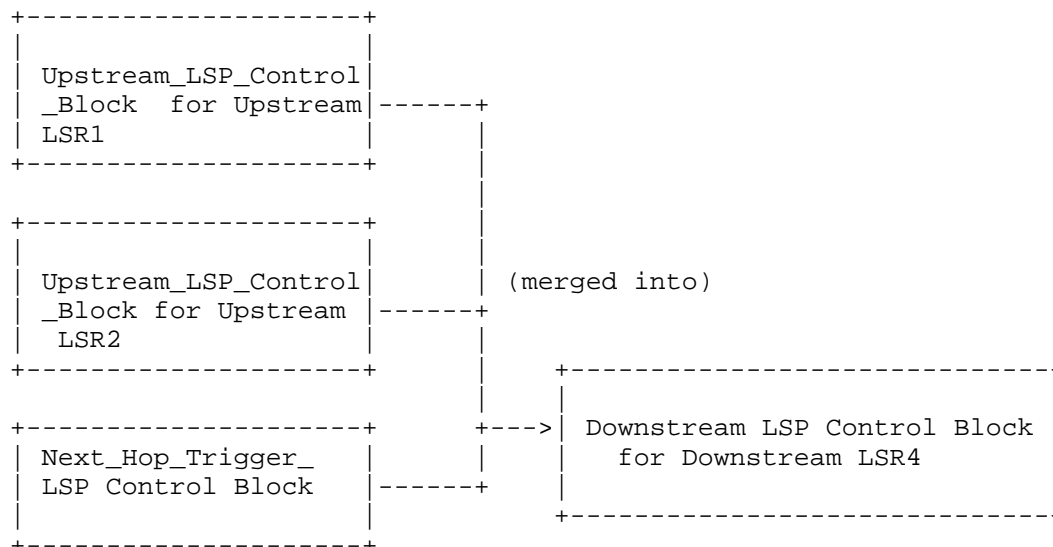 Upstream_LSP_Control
_Block for Upstream
LSR1
Upstream_LSP_Control
_Block for Upstream
LSR2
(merged into)
Next_Hop_Trigger_
LSP Control Block
Downstream LSP Control Block
for Downstream LSR4